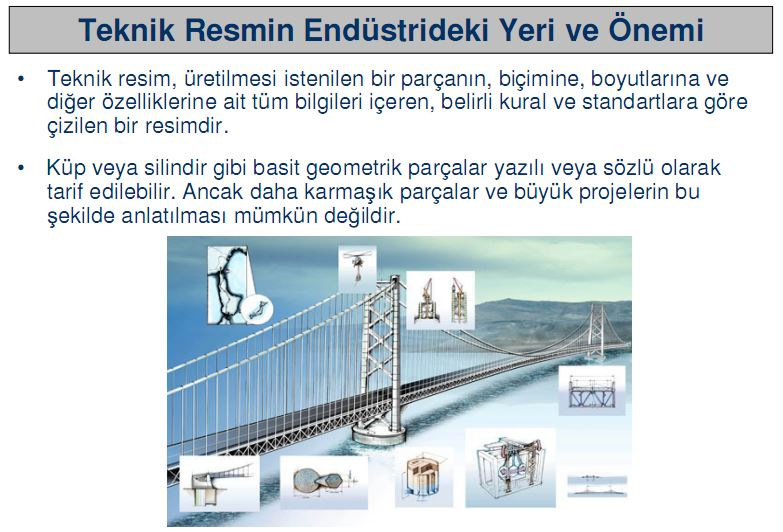 Teknik Resmin Endüstrideki Yeri ve Önemi
• Teknik resim, üretilmesi istenilen bir parçanın, biçimine, boyutlarına ve
diğer özelliklerine ait tüm bilgileri içeren, belirli kural ve standartlara göre
çizilen bir resimdir.
• Küp veya silindir gibi basit geometrik parçalar yazılı veya sözlü olarak
tarif edilebilir. Ancak daha karmaşık parçalar ve büyük projelerin bu
şekilde anlatılması mümkün değildir.